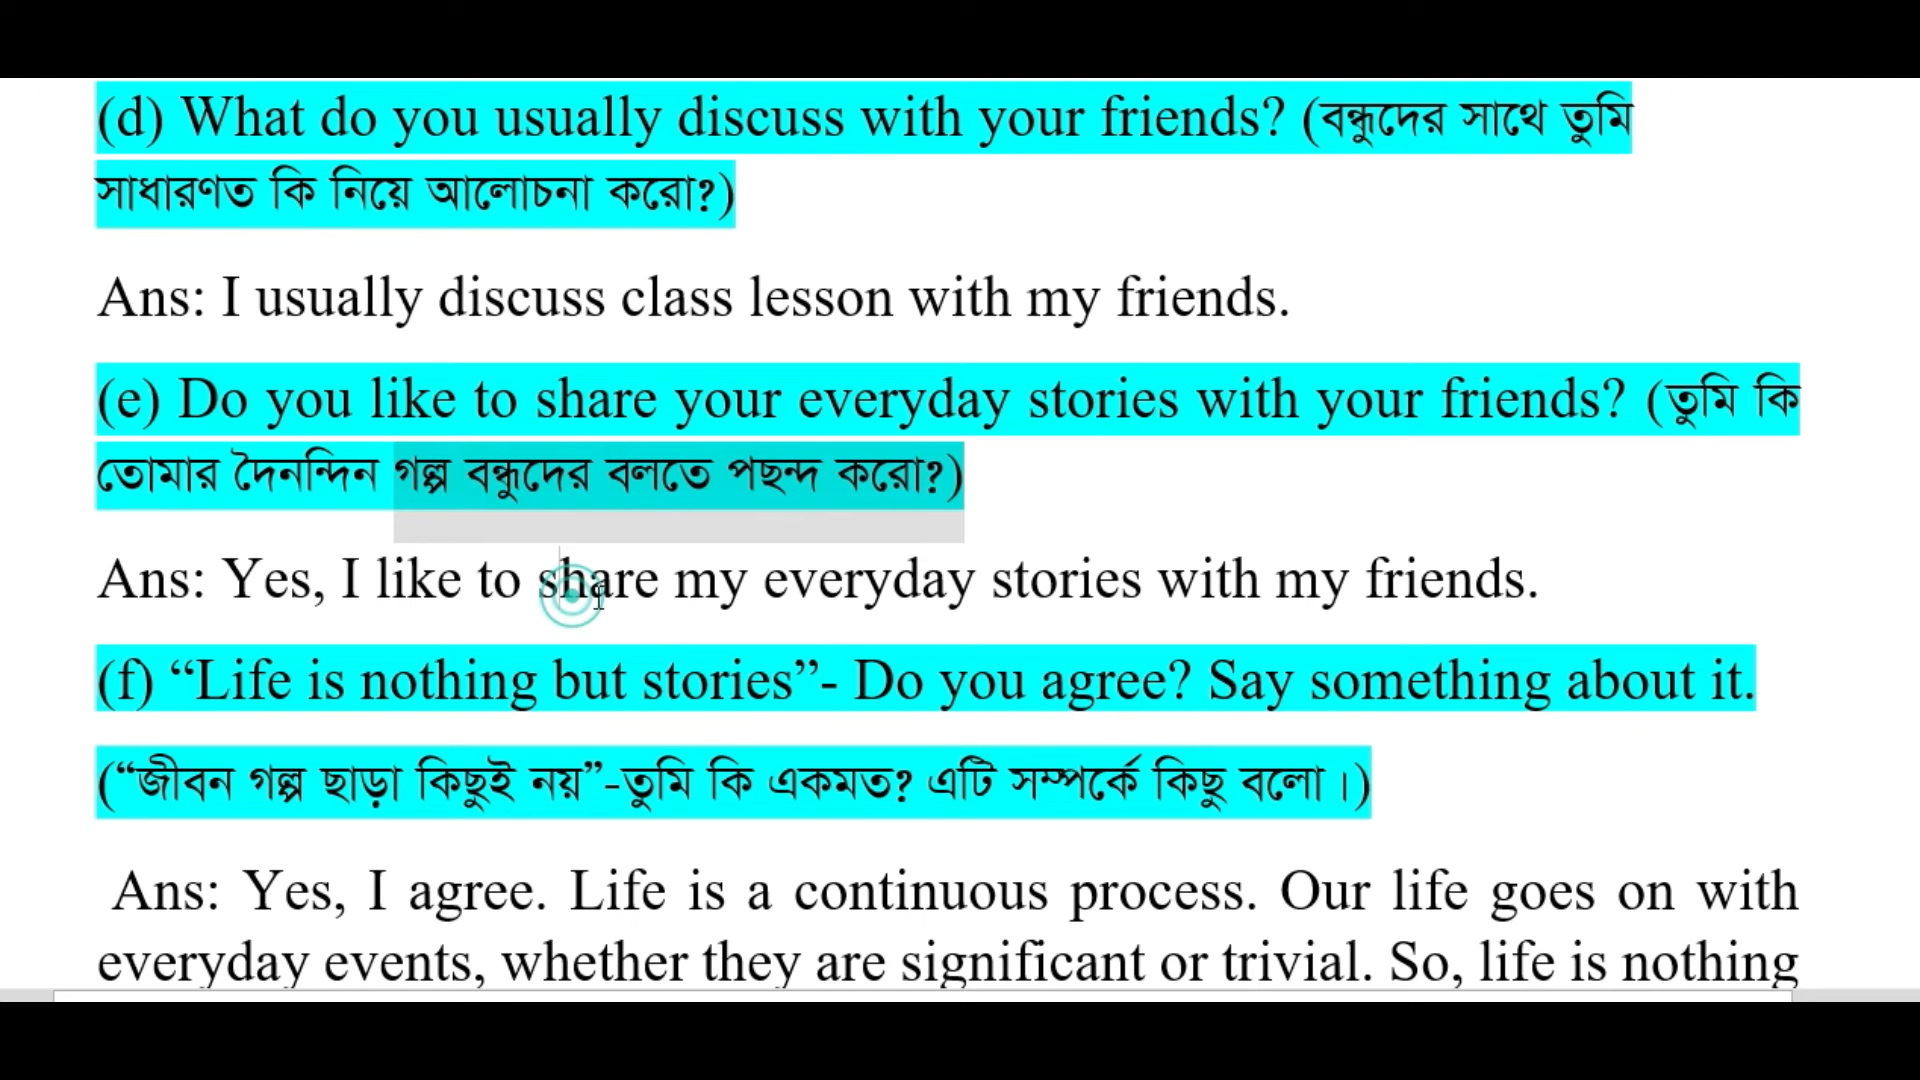 (d) What do you usually discuss with your friends? (বন্ধুদের সাথে তুমি
সাধারণত কি নিয়ে আলোচনা করো?)
Ans: I usually discuss class lesson with my friends.
(e) Do you like to share your everyday stories with your friends? (তুমি কি
তোমার দৈনন্দিন গল্প বন্ধুদের বলতে পছন্দ করো?)
Ans: Yes, I like to share my everyday stories with my friends.
(f) “Life is nothing but stories”- Do you agree? Say something about it.
(“জীবন গল্প ছাড়া কিছুই নয়”-তুমি কি একমত? এটি সম্পর্কে কিছু বলো।)
Ans: Yes, I agree. Life is a continuous process. Our life goes on with
everyday events, whether they are significant or trivial. So, life is nothing